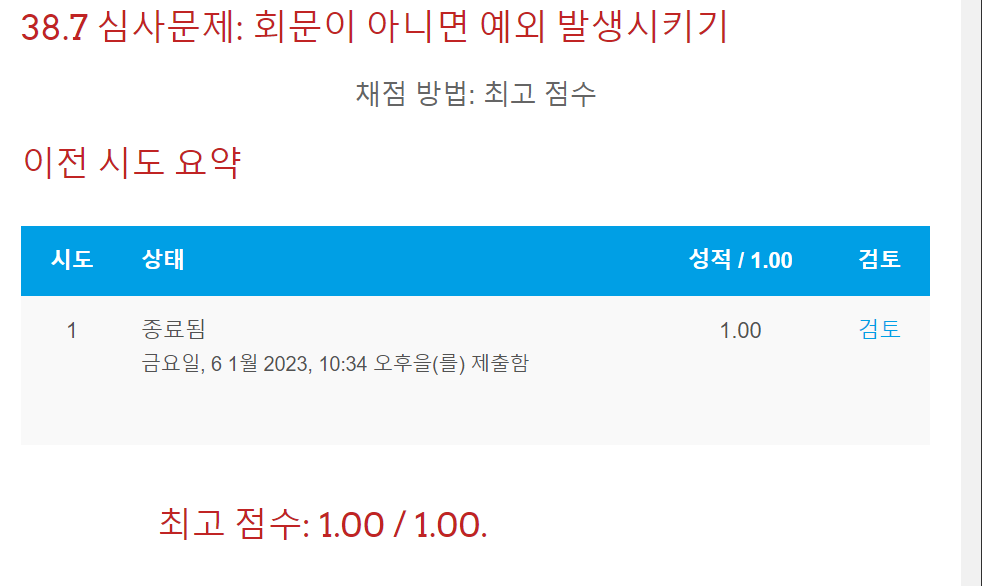 38.7 심사문제: 회문이 아니면 예외 발생시키기
채점 방법: 최고 점수
이전 시도 요약
시도 상태 성적 / 1.00 검토
1 종료됨 1.00 검토
금요일, 6 1월 2023, 10:34 오후을(를) 제출함
최고 점수: 1.00 / 1.00.